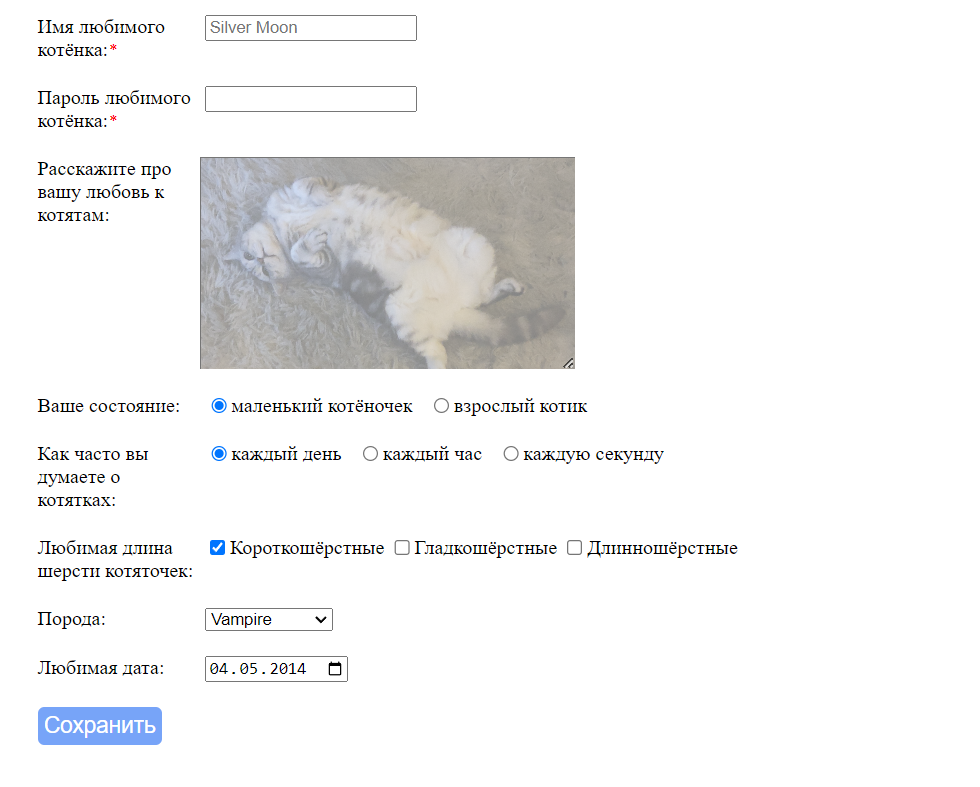 Имя любимого Silver Moon
котёнка:*
Пароль любимого
котёнка:*
Расскажите про
вашу любовь к
котятам:
Ваше состояние: маленький котёночек взрослый котик
Как часто вы каждый день каждый час каждую секунду
думаете о
котятках:
Любимая длина Короткошёрстные Гладкошёрстные Длинношёрстные
шерсти котяточек:
Порода: Vampire
Любимая дата: 04.05.2014
Сохранить